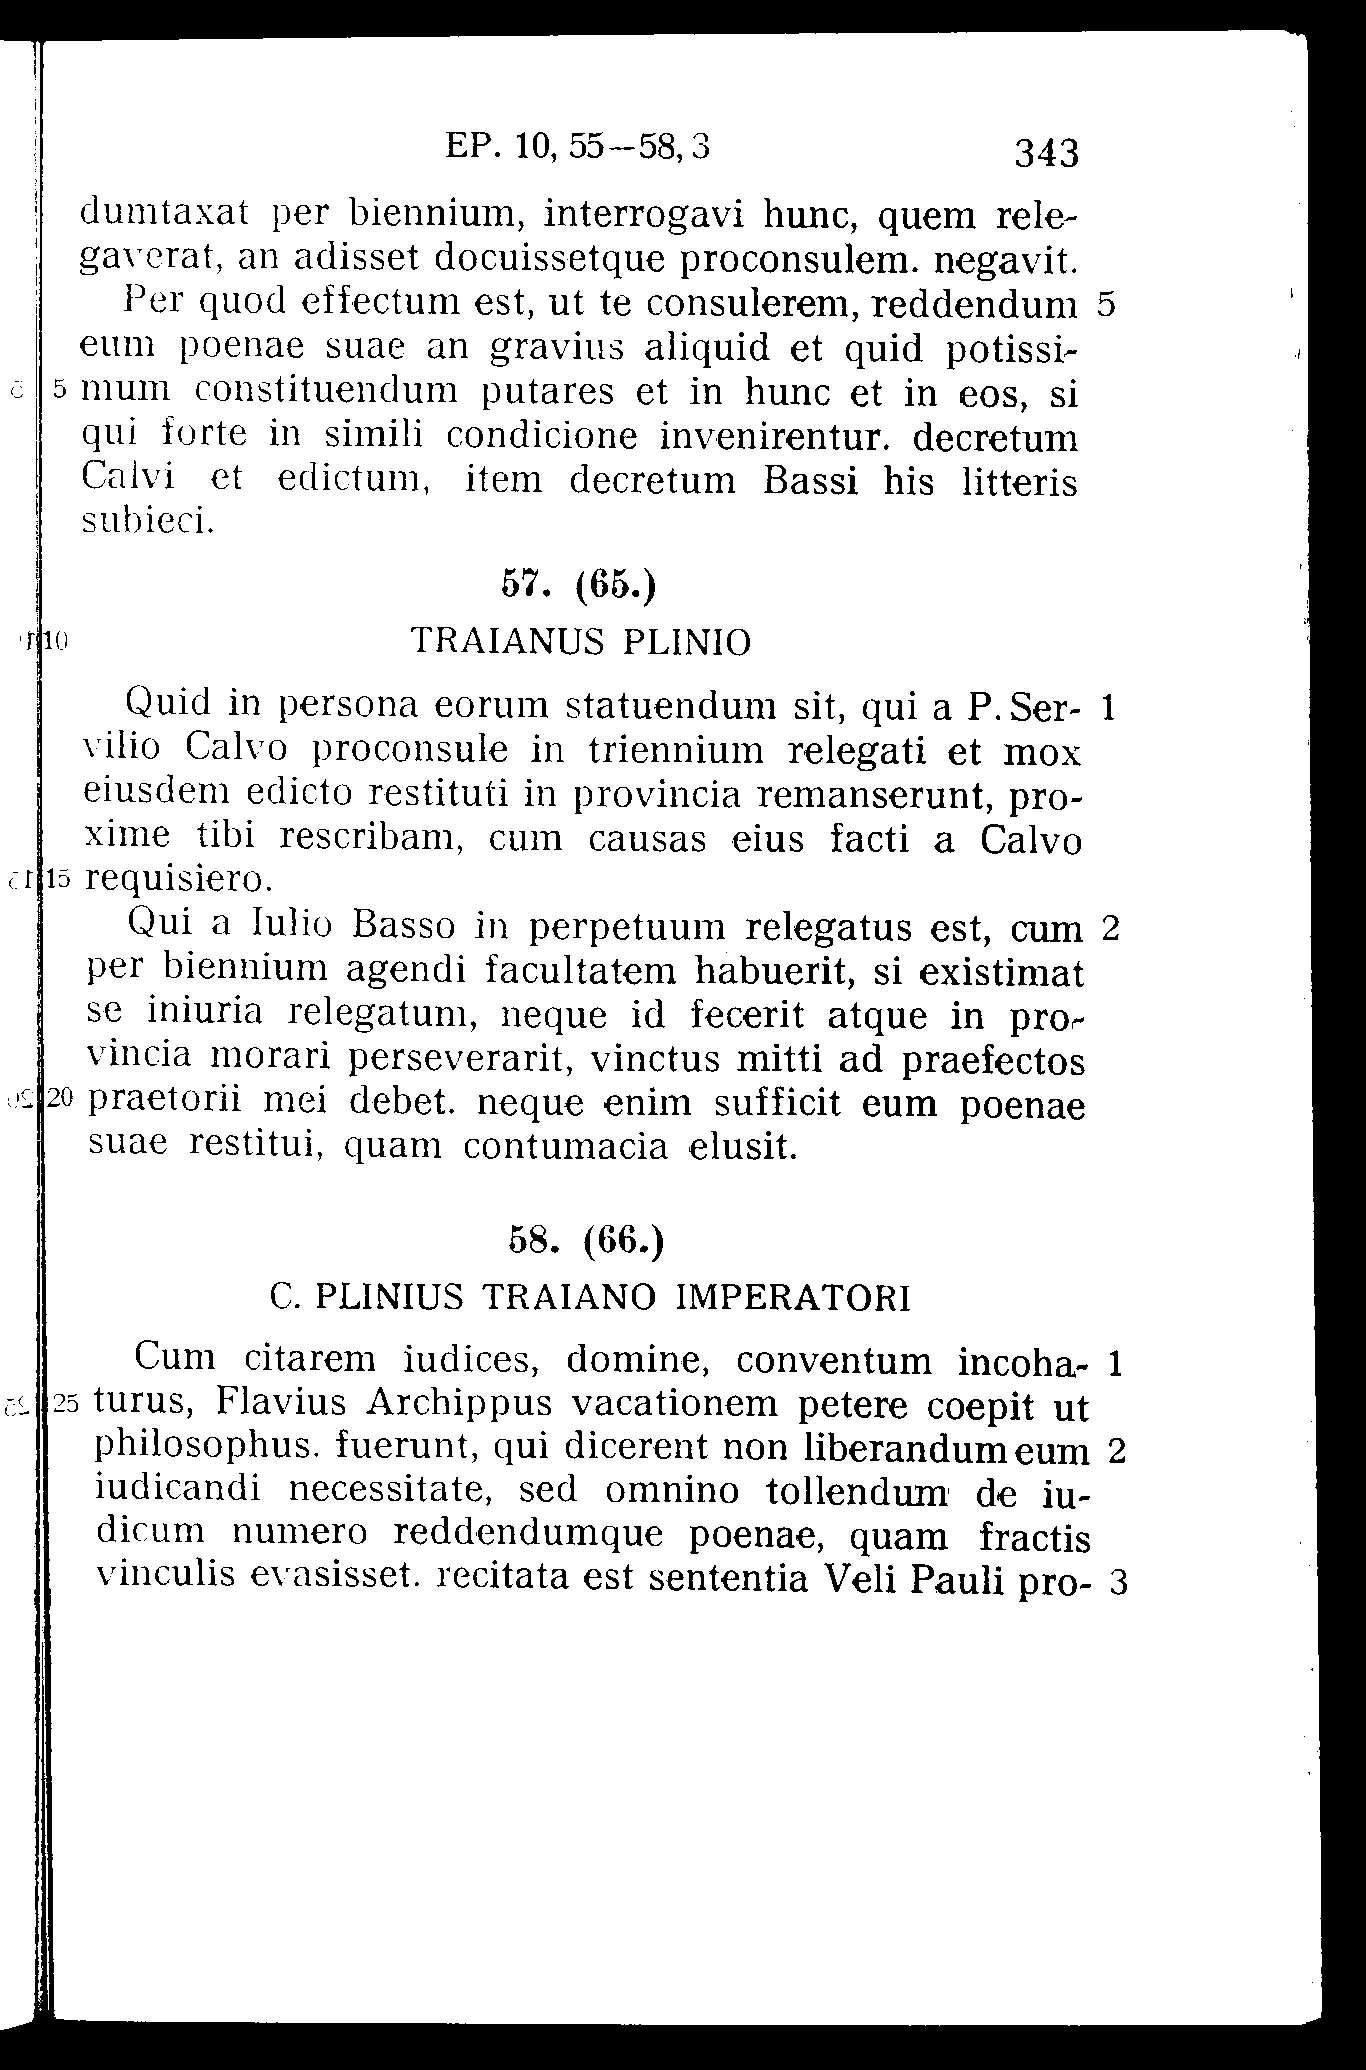 EP. 10, 55—58, 3 343
dumtaxat per biennium, interrogavi hunc, quem rele-
gaverat, an adisset docuissetque proconsulem. negavit.
Per quod effectum est, ut te consulerem, reddendum 5
eum poenae suae an gravius aliquid et quid potissi-
5 mum constituendum putares et in hunc et in eos, si
qui forte in simili condicione invenirentur. decretum
Calvi et edictum, item decretum Bassi his litteris
subieci.
57. (65.)
10 TRAIANUS PLINIO
Quid in persona eorum statuendum sit, qui a P. Ser- 1
vilio Calvo proconsule in triennium relegati et mox
eiusdem edicto restituti in provincia remanserunt, pro-
xime tibi rescribam, cum causas eius facti a Calvo
15 requisiero.
Qui a Iulio Basso in perpetuum relegatus est, cum 2
per biennium agendi facultatem habuerit, si existimat
se iniuria relegatum, neque id fecerit atque in pro-
vincia morari perseverarit, vinctus mitti ad praefectos
20 praetorii mei debet. neque enim sufficit eum poenae
suae restitui, quam contumacia elusit.
58. (66.)
C. PLINIUS TRAIANO IMPERATORI
Cum citarem iudices, domine, conventum incoha- 1
25 turus, Flavius Archippus vacationem petere coepit ut
philosophus. fuerunt, qui dicerent non liberandum eum 2
iudicandi necessitate, sed omnino tollendum de iu-
dicum numero reddendumque poenae, quam fractis
vinculis evasisset. recitata est sententia Veli Pauli pro- 3